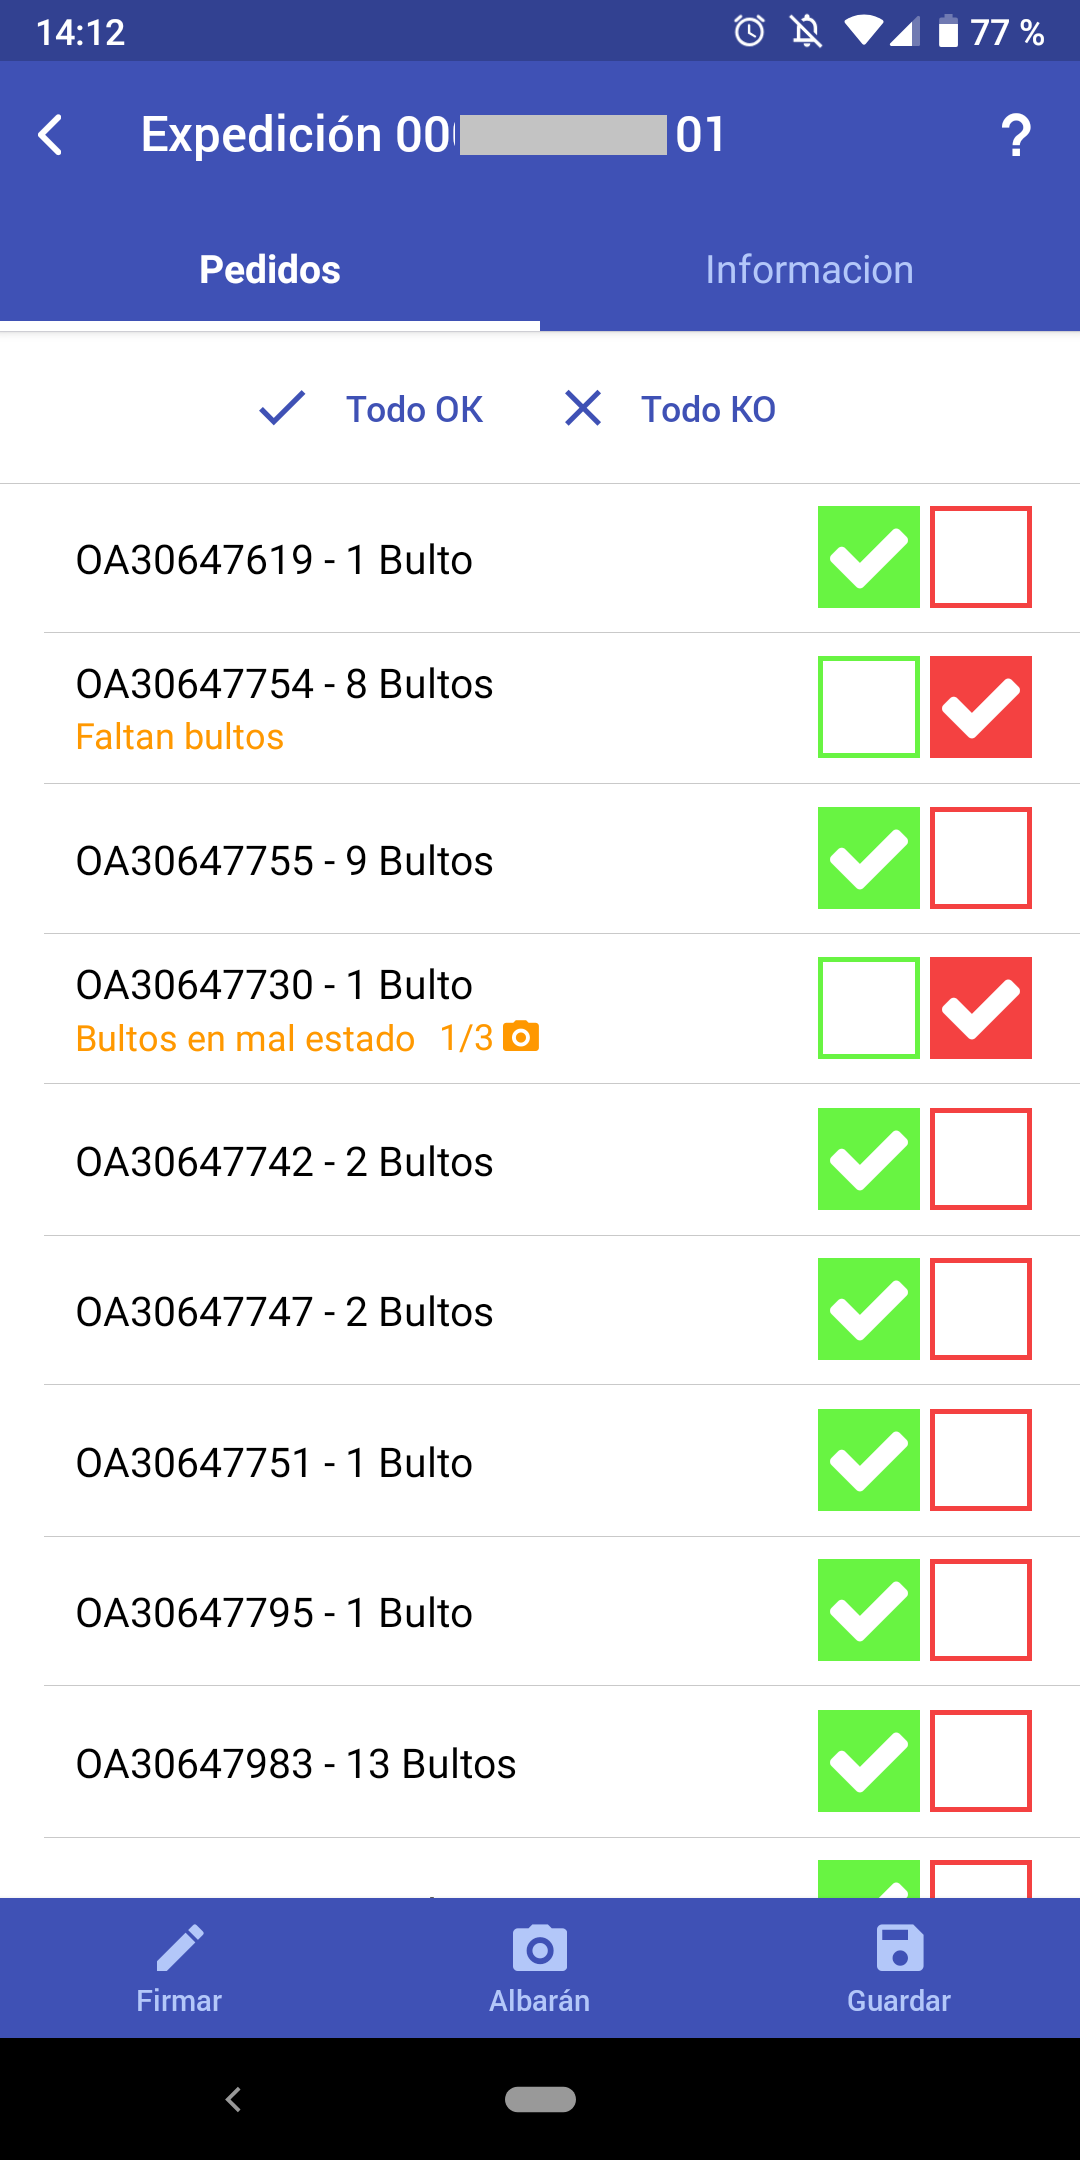 14:12 77 %
Expedición 00 01 ?
Pedidos Informacion
Todo OK Todo KO
OA30647619 - 1 Bulto
OA30647754 - 8 Bultos
Faltan bultos
OA30647755 - 9 Bultos
OA30647730 - 1 Bulto
Bultos en mal estado 1/3
OA30647742 - 2 Bultos
OA30647747 - 2 Bultos
OA30647751 - 1 Bulto
OA30647795 - 1 Bulto
OA30647983 - 13 Bultos
Firmar Albarán Guardar